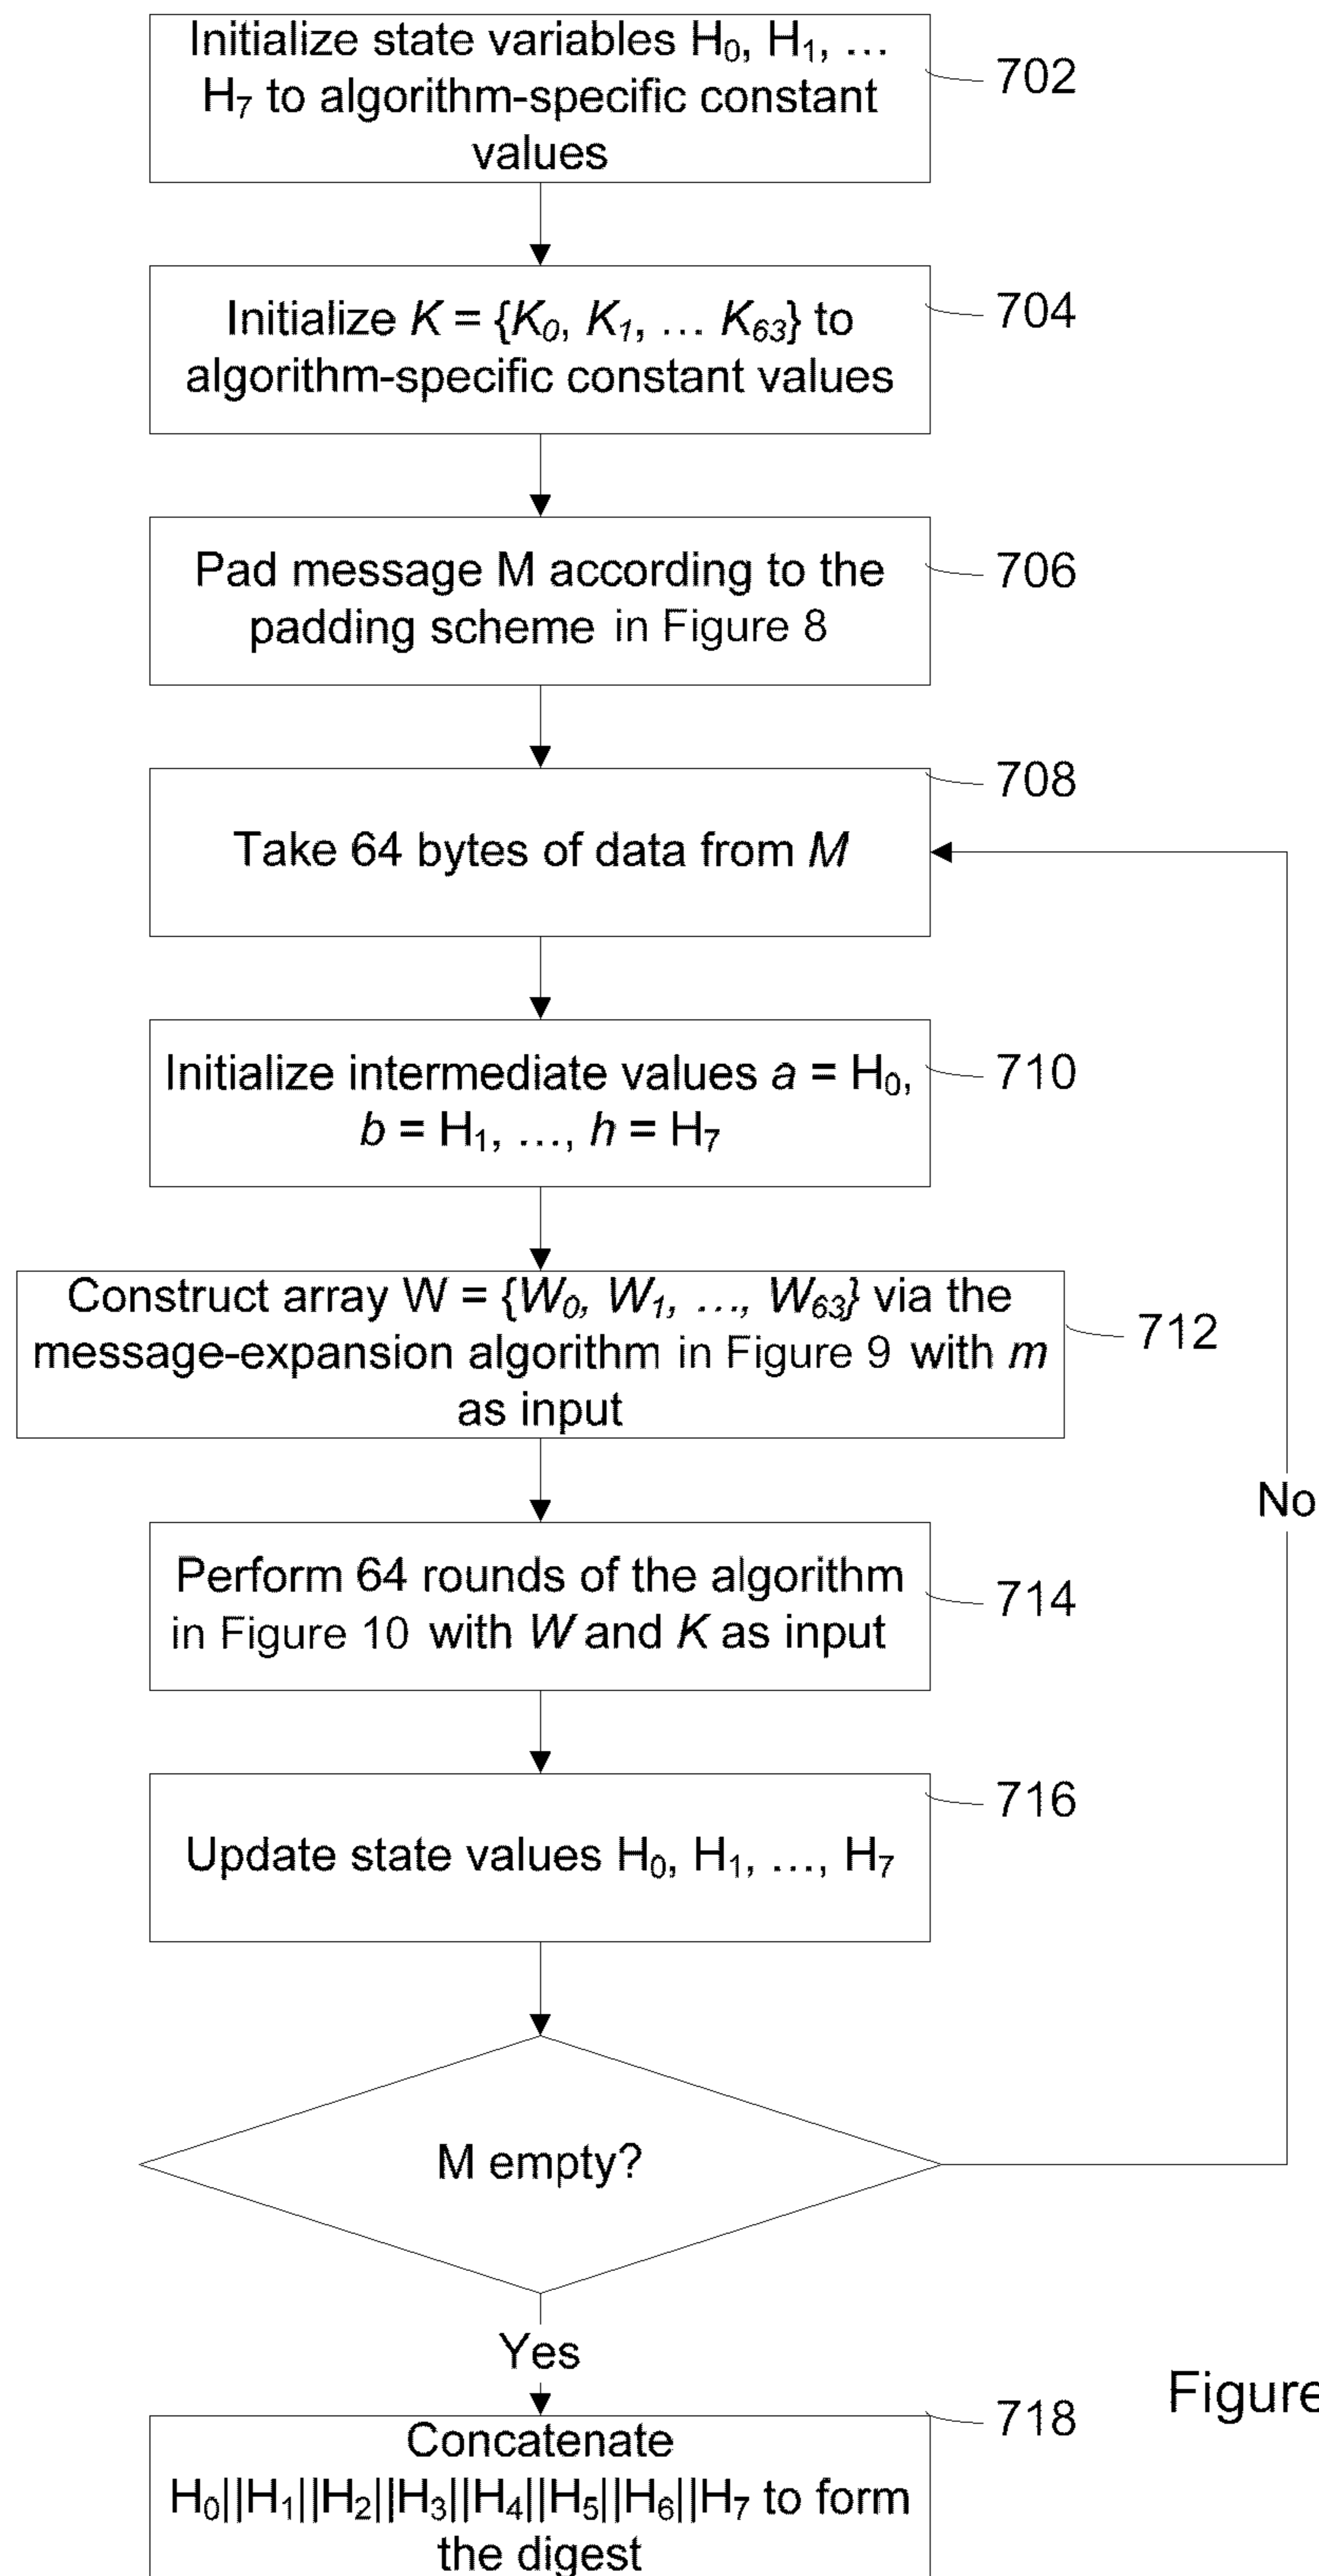 Initialize state variables H₀, H₁, …
H₇ to algorithm-specific constant
values
702
Initialize K = {K₀, K₁, … K₆₃} to
algorithm-specific constant values
704
Pad message M according to the
padding scheme in Figure 8
706
708
Take 64 bytes of data from M
Initialize intermediate values a = H₀,
b = H₁, …, h = H₇
710
Construct array W = {W₀, W₁, …, W₆₃} via the
message-expansion algorithm in Figure 9 with m
as input
712
No
Perform 64 rounds of the algorithm
in Figure 10 with W and K as input
714
716
Update state values H₀, H₁, …, H₇
M empty?
Yes
Figure
718
Concatenate
H₀||H₁||H₂||H₃||H₄||H₅||H₆||H₇ to form
the digest